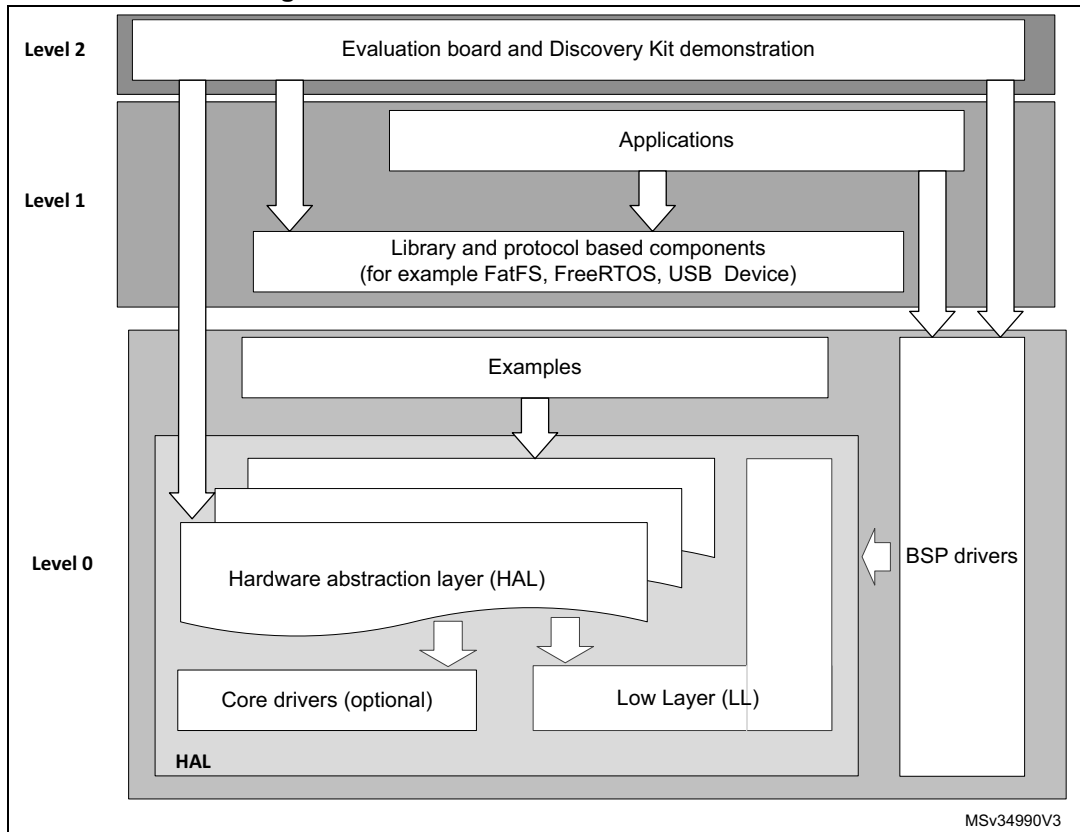 Level 2
Evaluation board and Discovery Kit demonstration
Applications
Level 1
Library and protocol based components
(for example FatFS, FreeRTOS, USB Device)
Examples
Level 0
Hardware abstraction layer (HAL)
BSP drivers
Core drivers (optional)
Low Layer (LL)
HAL
MSv34990V3